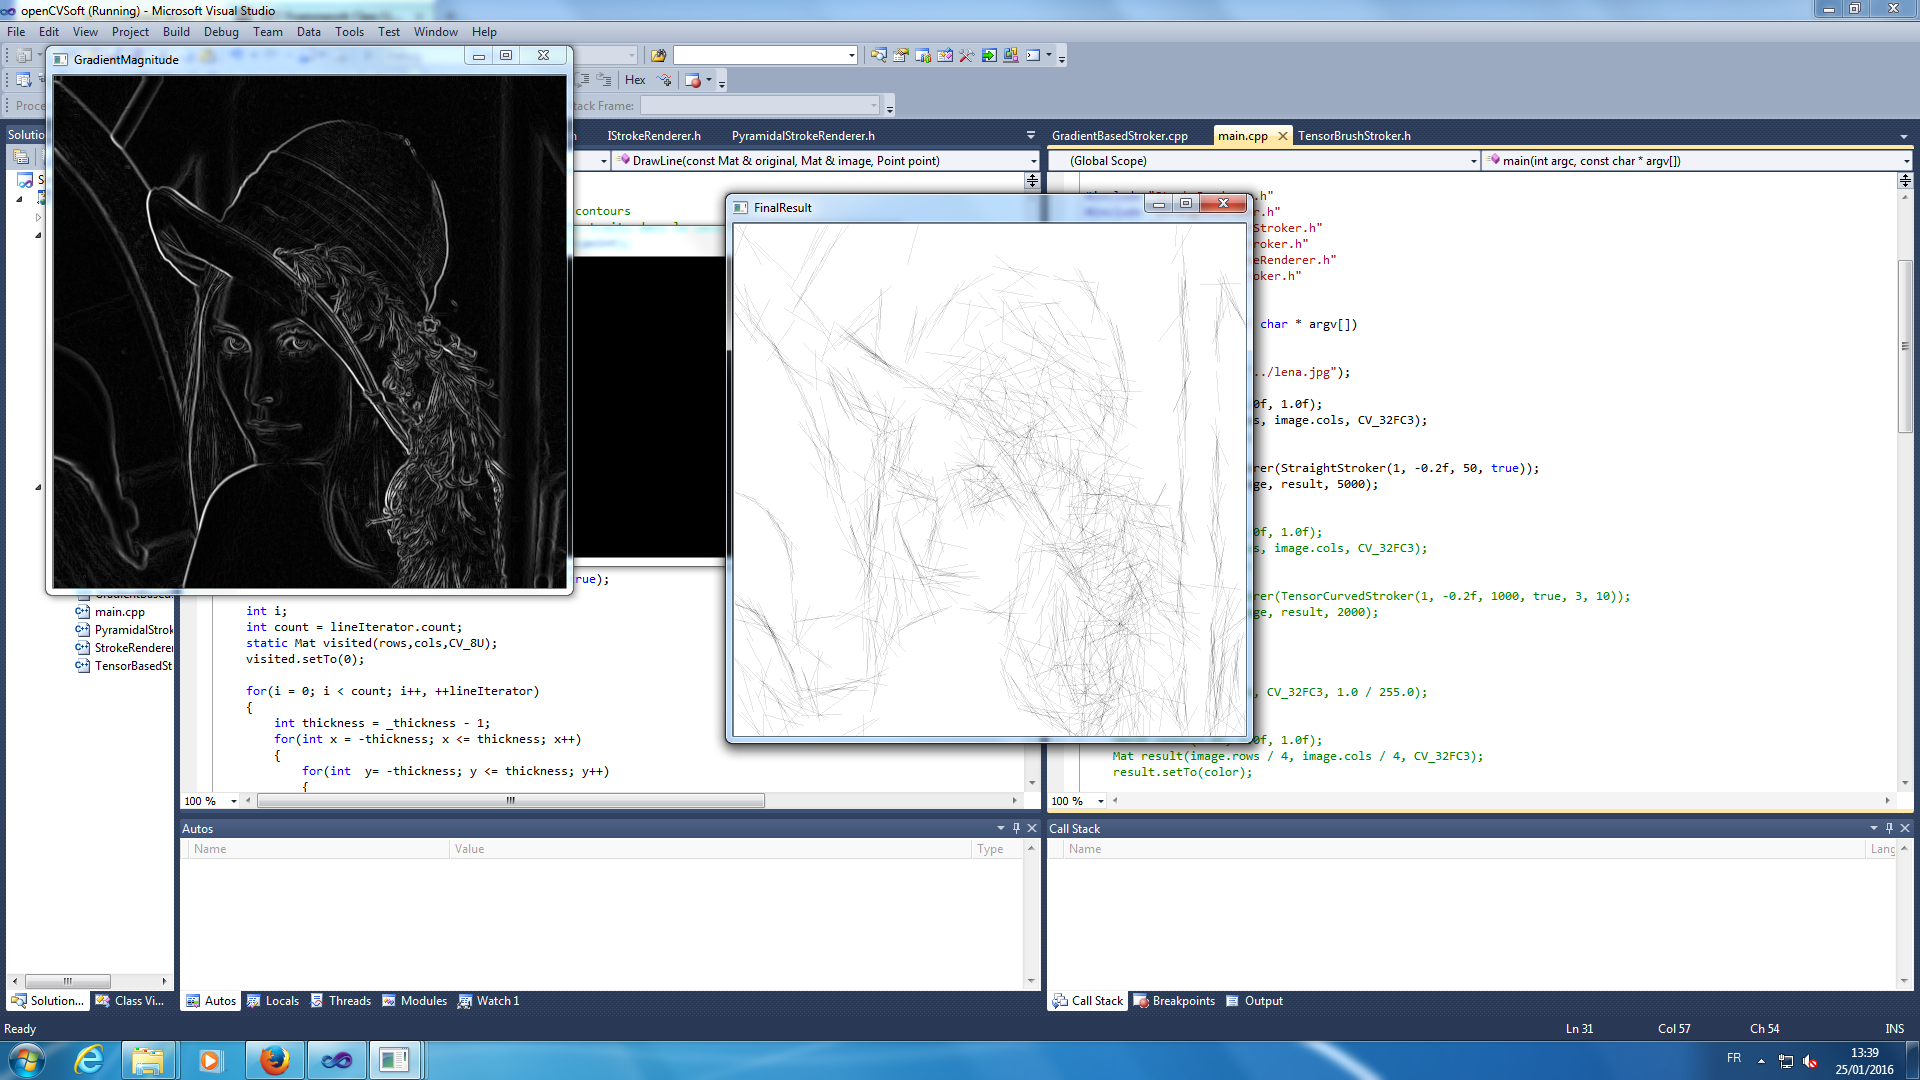 openCVSoft (Running) - Microsoft Visual Studio
File Edit View Project Build Debug Team Data Tools Test Window Help
GradientMagnitude
Hex
Proce
tack Frame:
Solutio
IStrokeRenderer.h PyramidalStrokeRenderer.h
GradientBasedStroker.cpp main.cpp TensorBrushStroker.h
DrawLine(const Mat & original, Mat & image, Point point)
(Global Scope) main(int argc, const char * argv[])
S
contours
FinalResult
.h"
er.h"
Stroker.h"
roker.h"
eRenderer.h"
oker.h"
char * argv[])
../lena.jpg");
0f, 1.0f);
s, image.cols, CV_32FC3);
rer(StraightStroker(1, -0.2f, 50, true));
ge, result, 5000);
0f, 1.0f);
s, image.cols, CV_32FC3);
rer(TensorCurvedStroker(1, -0.2f, 1000, true, 3, 10));
ge, result, 2000);
, CV_32FC3, 1.0 / 255.0);
0f, 1.0f);
Mat result(image.rows / 4, image.cols / 4, CV_32FC3);
result.setTo(color);
rue);
int i;
int count = lineIterator.count;
static Mat visited(rows,cols,CV_8U);
visited.setTo(0);
for(i = 0; i < count; i++, ++lineIterator)
{
int thickness = _thickness - 1;
for(int x = -thickness; x <= thickness; x++)
{
for(int  y= -thickness; y <= thickness; y++)
{
main.cpp
PyramidalStrok
StrokeRenderer
TensorBasedSt
100 %
100 %
Autos
Name Value Type
Call Stack
Name Lang
Solution... Class Vi...
Autos Locals Threads Modules Watch 1
Call Stack Breakpoints Output
Ready
Ln 31 Col 57 Ch 54 INS
FR
13:39
25/01/2016